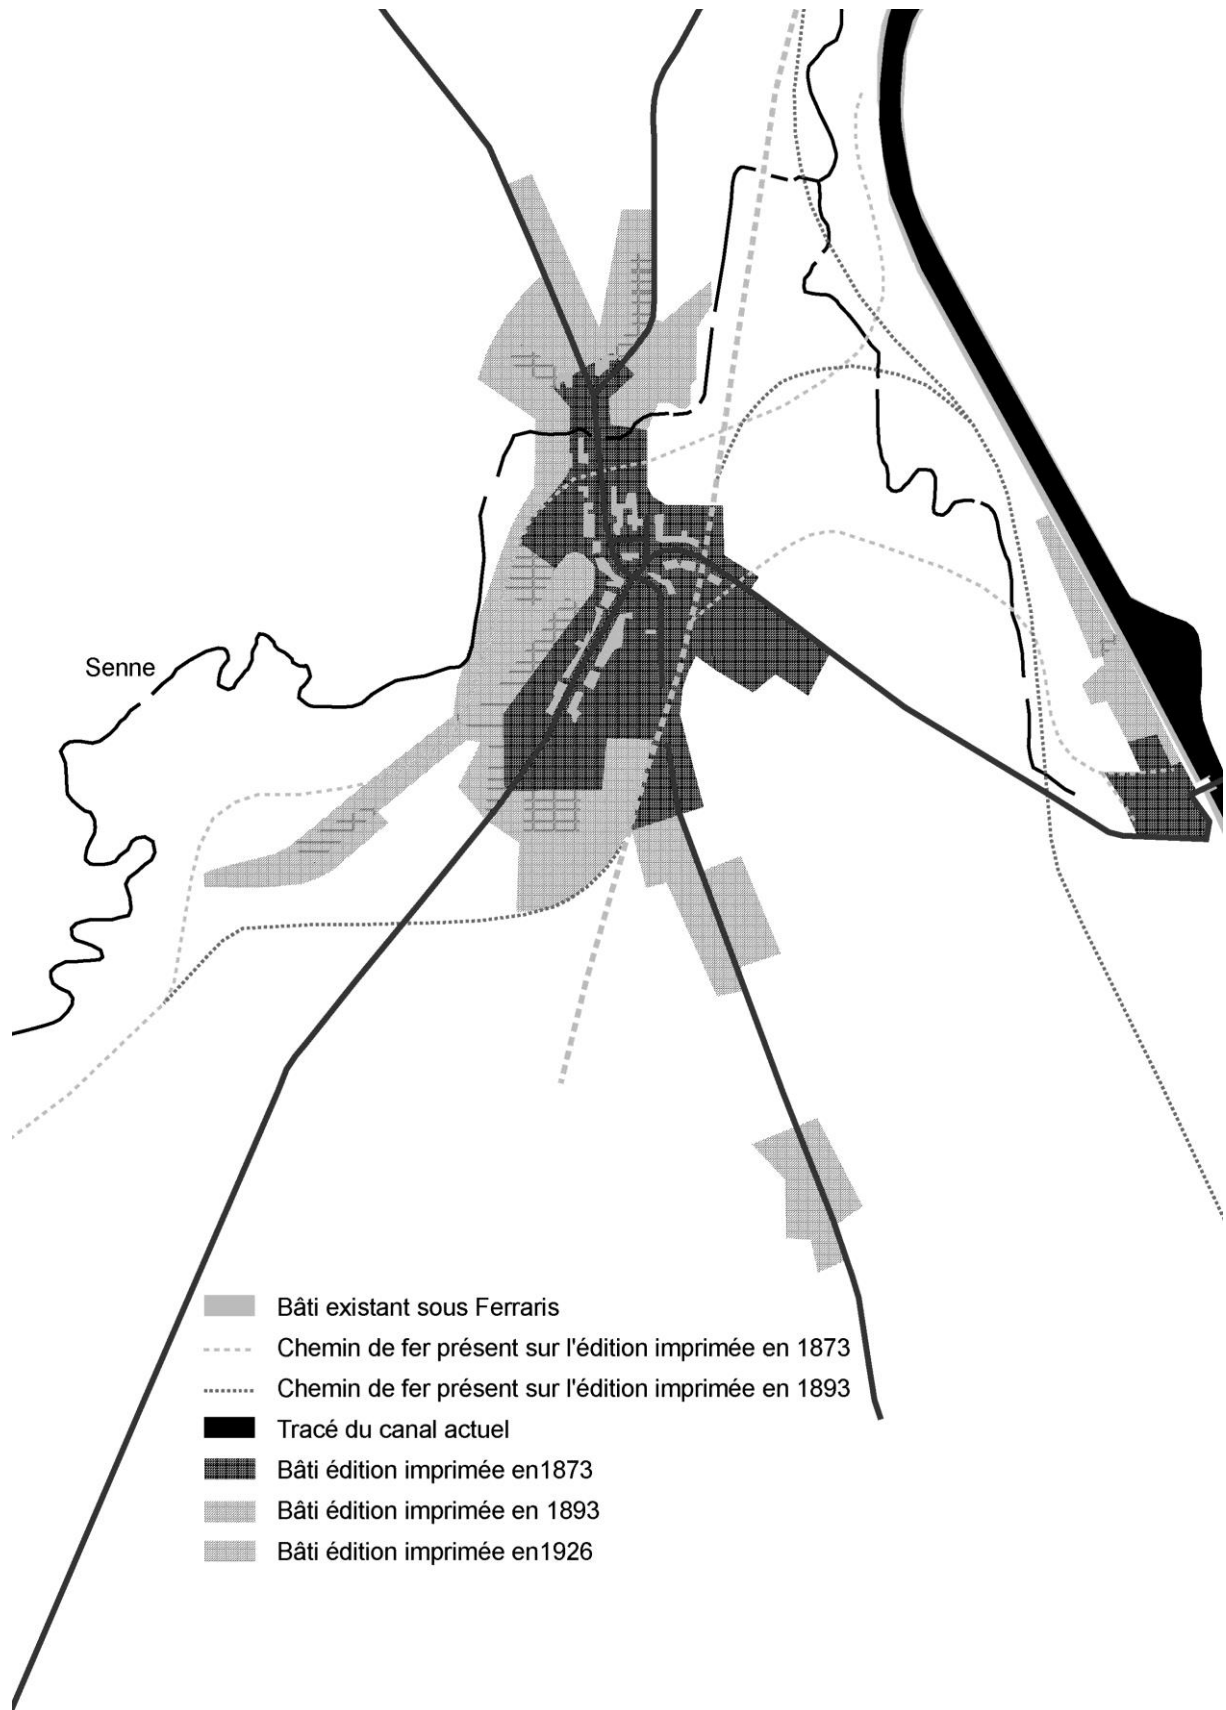 Senne
Bâti existant sous Ferraris
Chemin de fer présent sur l'édition imprimée en 1873
Chemin de fer présent sur l'édition imprimée en 1893
Tracé du canal actuel
Bâti édition imprimée en1873
Bâti édition imprimée en 1893
Bâti édition imprimée en1926